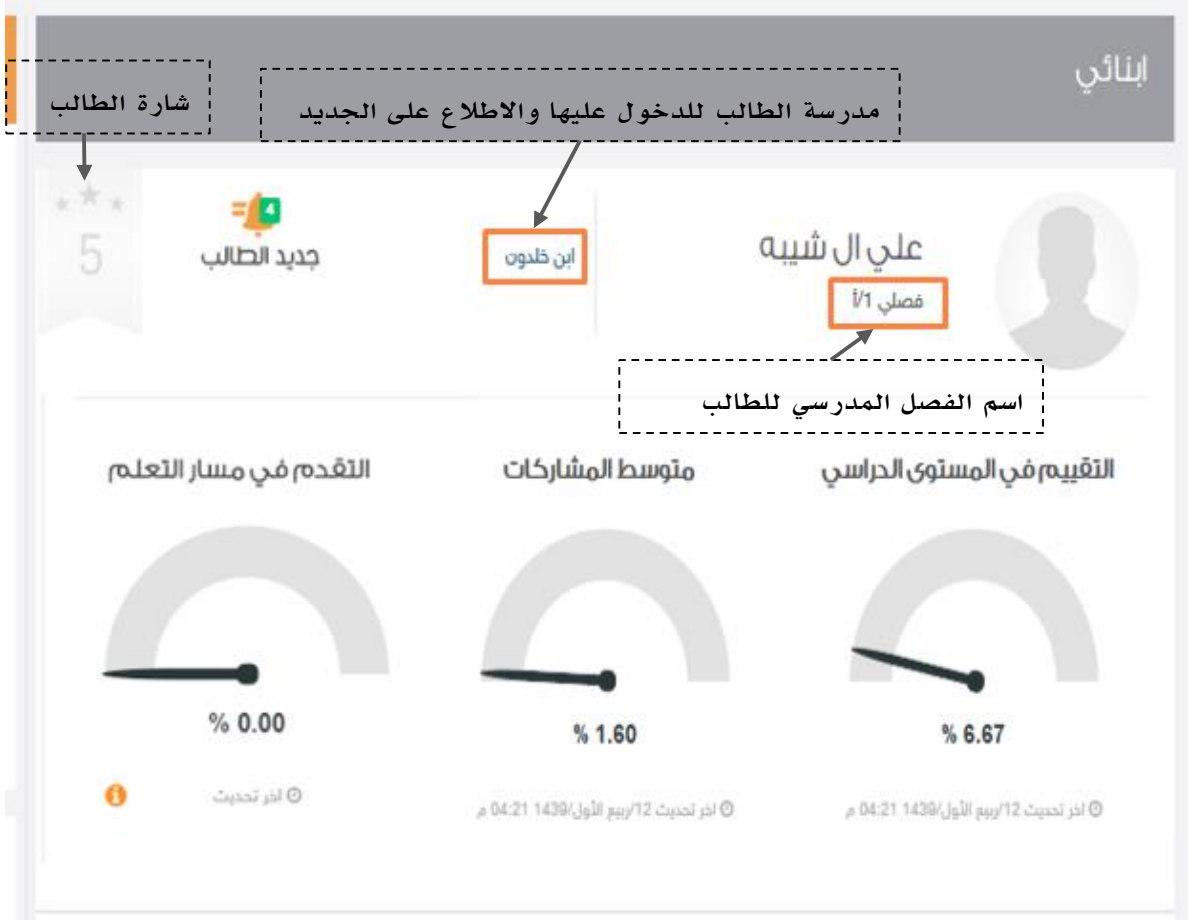 ابنائي
مدرسة الطالب للدخول عليها والاطلاع على الجديد
شارة الطالب
علي ال شيبه
فصلي 1/أ
ابن خلدون
4
جديد الطالب
5
اسم الفصل المدرسي للطالب
التقييم في المستوى الدراسي
متوسط المشاركات
التقدم في مسار التعلم
% 6.67
% 1.60
% 0.00
اخر تحديث 12/ربيع الأول/1439 04:21 م
اخر تحديث 12/ربيع الأول/1439 04:21 م
اخر تحديث